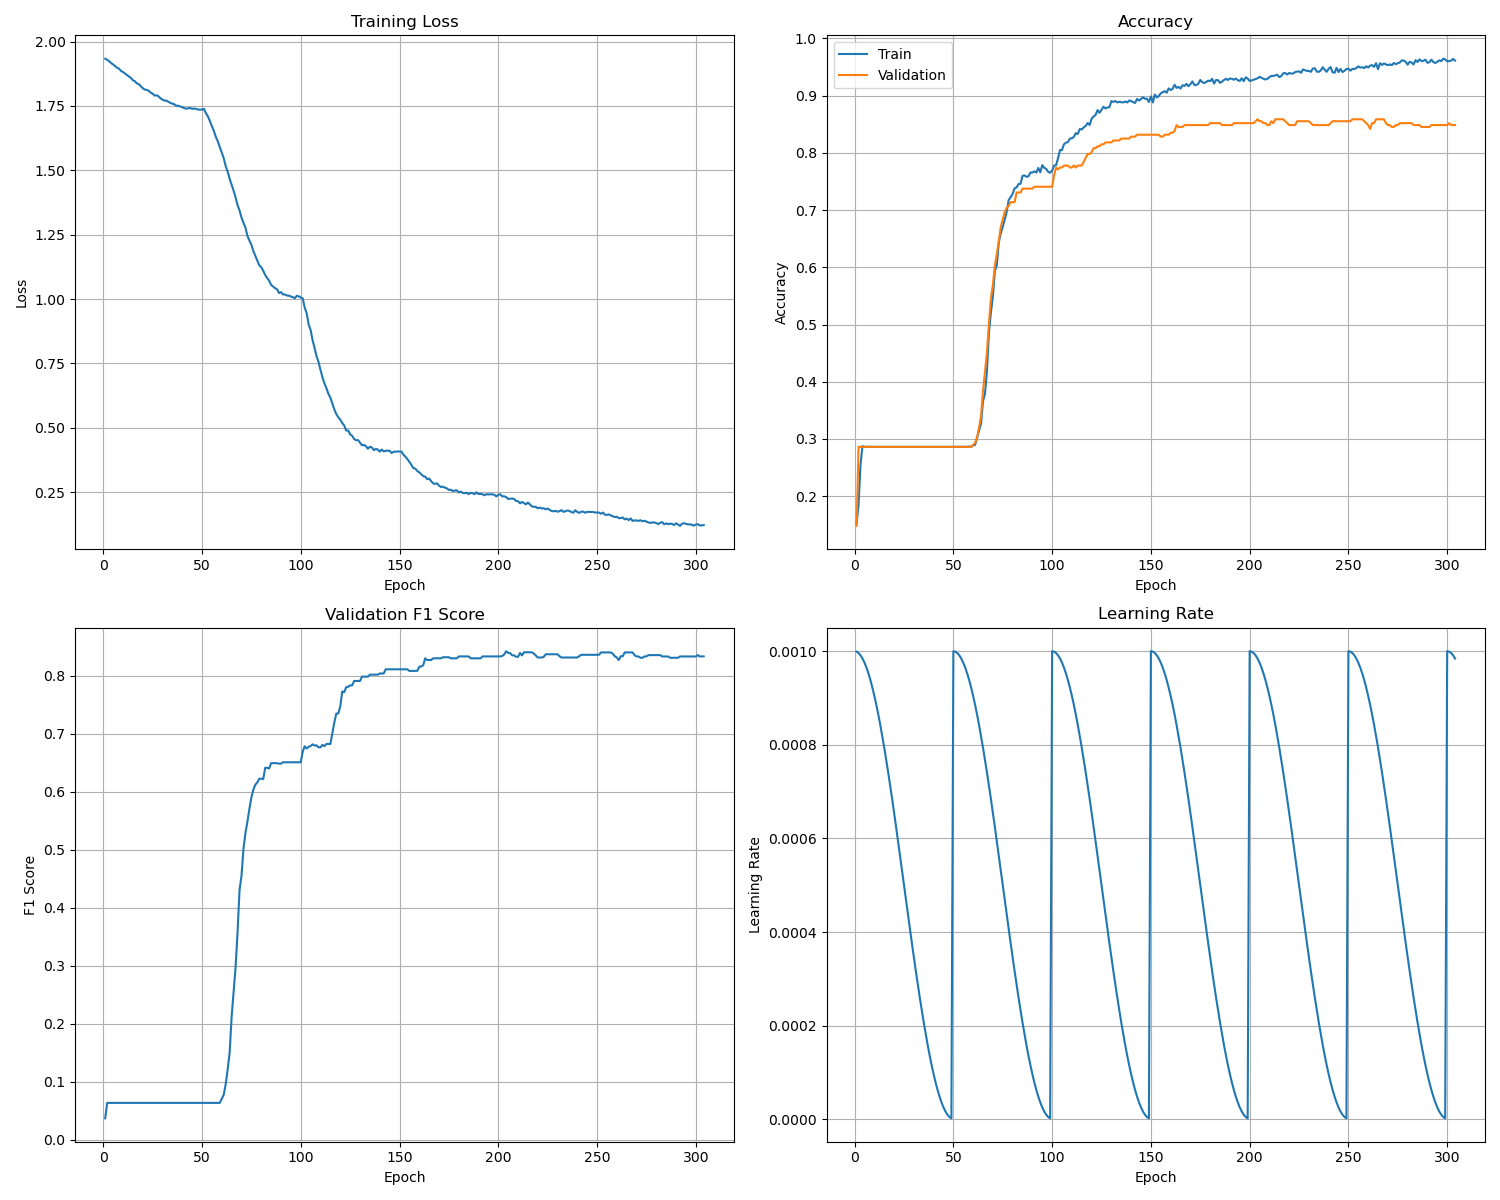 Training Loss
2.00
1.75
1.50
1.25
1.00
0.75
0.50
0.25
Loss
0 50 100 150 200 250 300
Epoch
Accuracy
Train
Validation
1.0
0.9
0.8
0.7
0.6
0.5
0.4
0.3
0.2
Accuracy
0 50 100 150 200 250 300
Epoch
Validation F1 Score
0.8
0.7
0.6
0.5
0.4
0.3
0.2
0.1
0.0
F1 Score
0 50 100 150 200 250 300
Epoch
Learning Rate
0.0010
0.0008
0.0006
0.0004
0.0002
0.0000
Learning Rate
0 50 100 150 200 250 300
Epoch